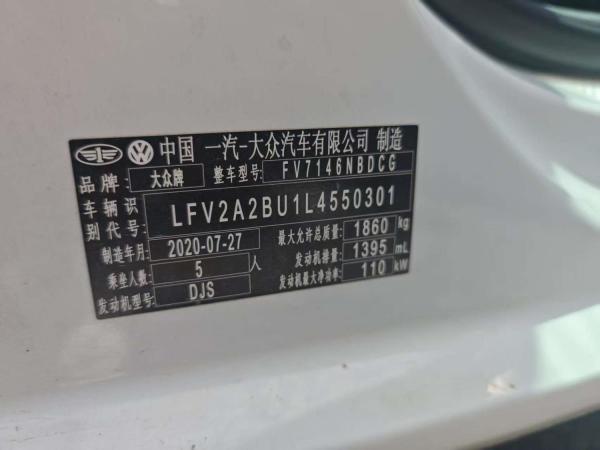 中国 一汽-大众汽车有限公司 制造
品牌: 大众牌 整车型号: FV7146NBDCG
车辆识别代号: LFV2A2BU1L4550301
制造年月: 2020-07-27 最大允许总质量: 1860 kg
乘坐人数: 5 人 发动机排量: 1395 mL
发动机型号: DJS 发动机最大净功率: 110 kW